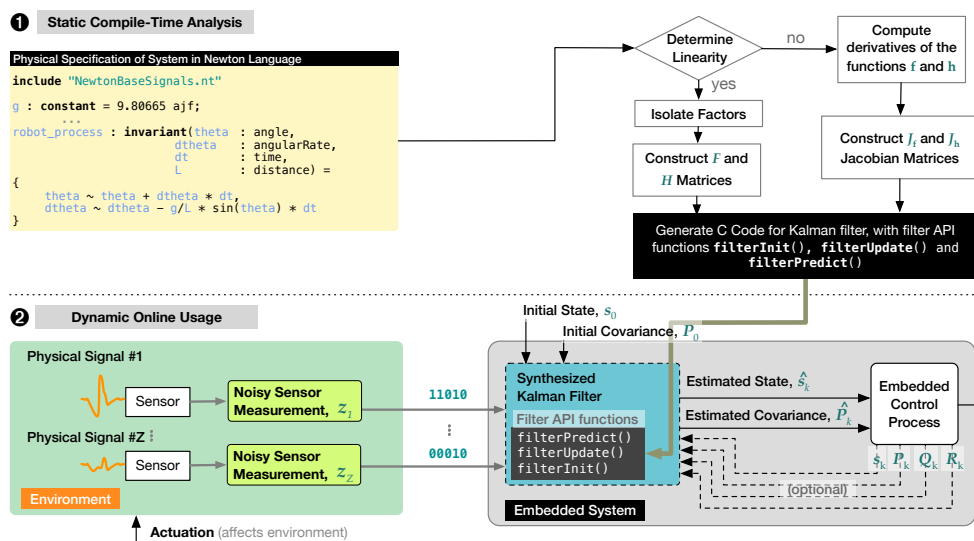 ❶ Static Compile-Time Analysis
Physical Specification of System in Newton Language
include "NewtonBaseSignals.nt"
g : constant = 9.80665 ajf;
...
robot_process : invariant(theta : angle,
dtheta : angularRate,
dt : time,
L : distance) =
{
theta ~ theta + dtheta * dt,
dtheta ~ dtheta - g/L * sin(theta) * dt
}
Determine
Linearity
no
yes
Compute
derivatives of the
functions f and h
Isolate Factors
Construct F and
H Matrices
Construct J_f and J_h
Jacobian Matrices
Generate C Code for Kalman filter, with filter API
functions filterInit(), filterUpdate() and
filterPredict()
❷ Dynamic Online Usage
Initial State, s_0
Initial Covariance, P_0
Physical Signal #1
Sensor
Noisy Sensor
Measurement, z_1
11010
⋮
Physical Signal #Z ⋮
Sensor
Noisy Sensor
Measurement, z_Z
00010
Environment
Actuation (affects environment)
Synthesized
Kalman Filter
Filter API functions
filterPredict()
filterUpdate()
filterInit()
Estimated State, ŝ_k
Estimated Covariance, P̂_k
Embedded
Control
Process
s_k P_k Q_k R_k
(optional)
Embedded System